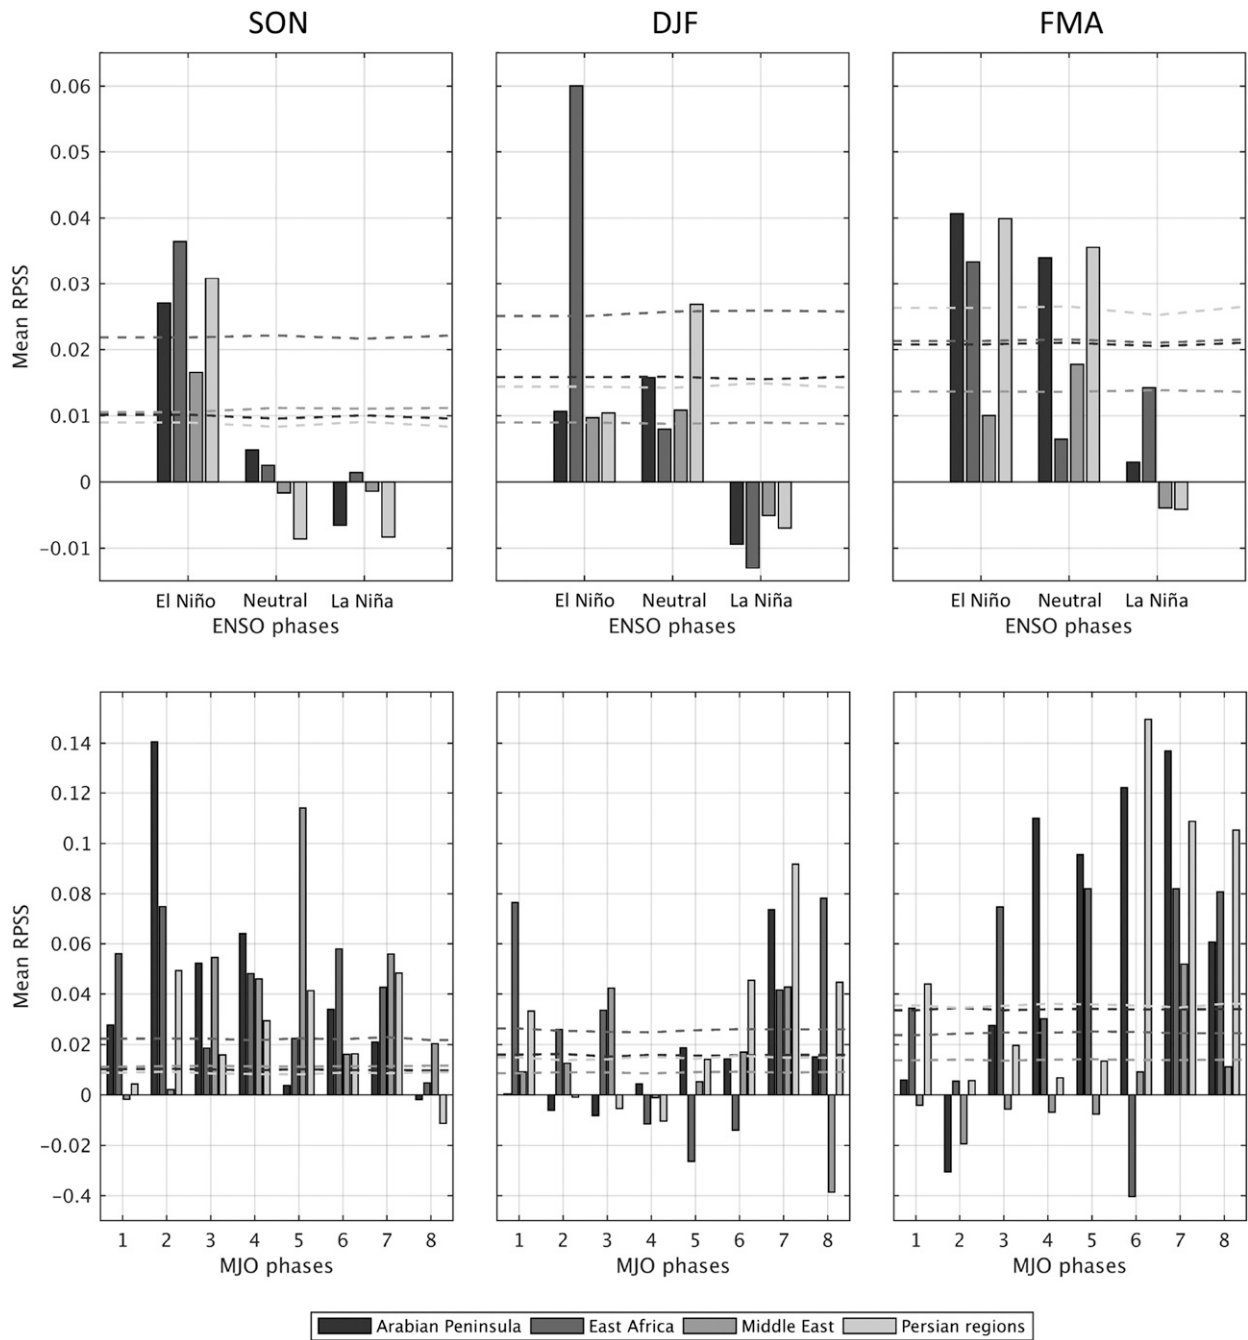 SON DJF FMA
0.06
0.05
0.04
0.03
0.02
0.01
0
−0.01
Mean RPSS
El Niño Neutral La Niña El Niño Neutral La Niña El Niño Neutral La Niña
ENSO phases ENSO phases ENSO phases
0.14
0.12
0.1
0.08
0.06
0.04
0.02
0
−0.02
−0.4
Mean RPSS
1 2 3 4 5 6 7 8 1 2 3 4 5 6 7 8 1 2 3 4 5 6 7 8
MJO phases MJO phases MJO phases
Arabian Peninsula East Africa Middle East Persian regions